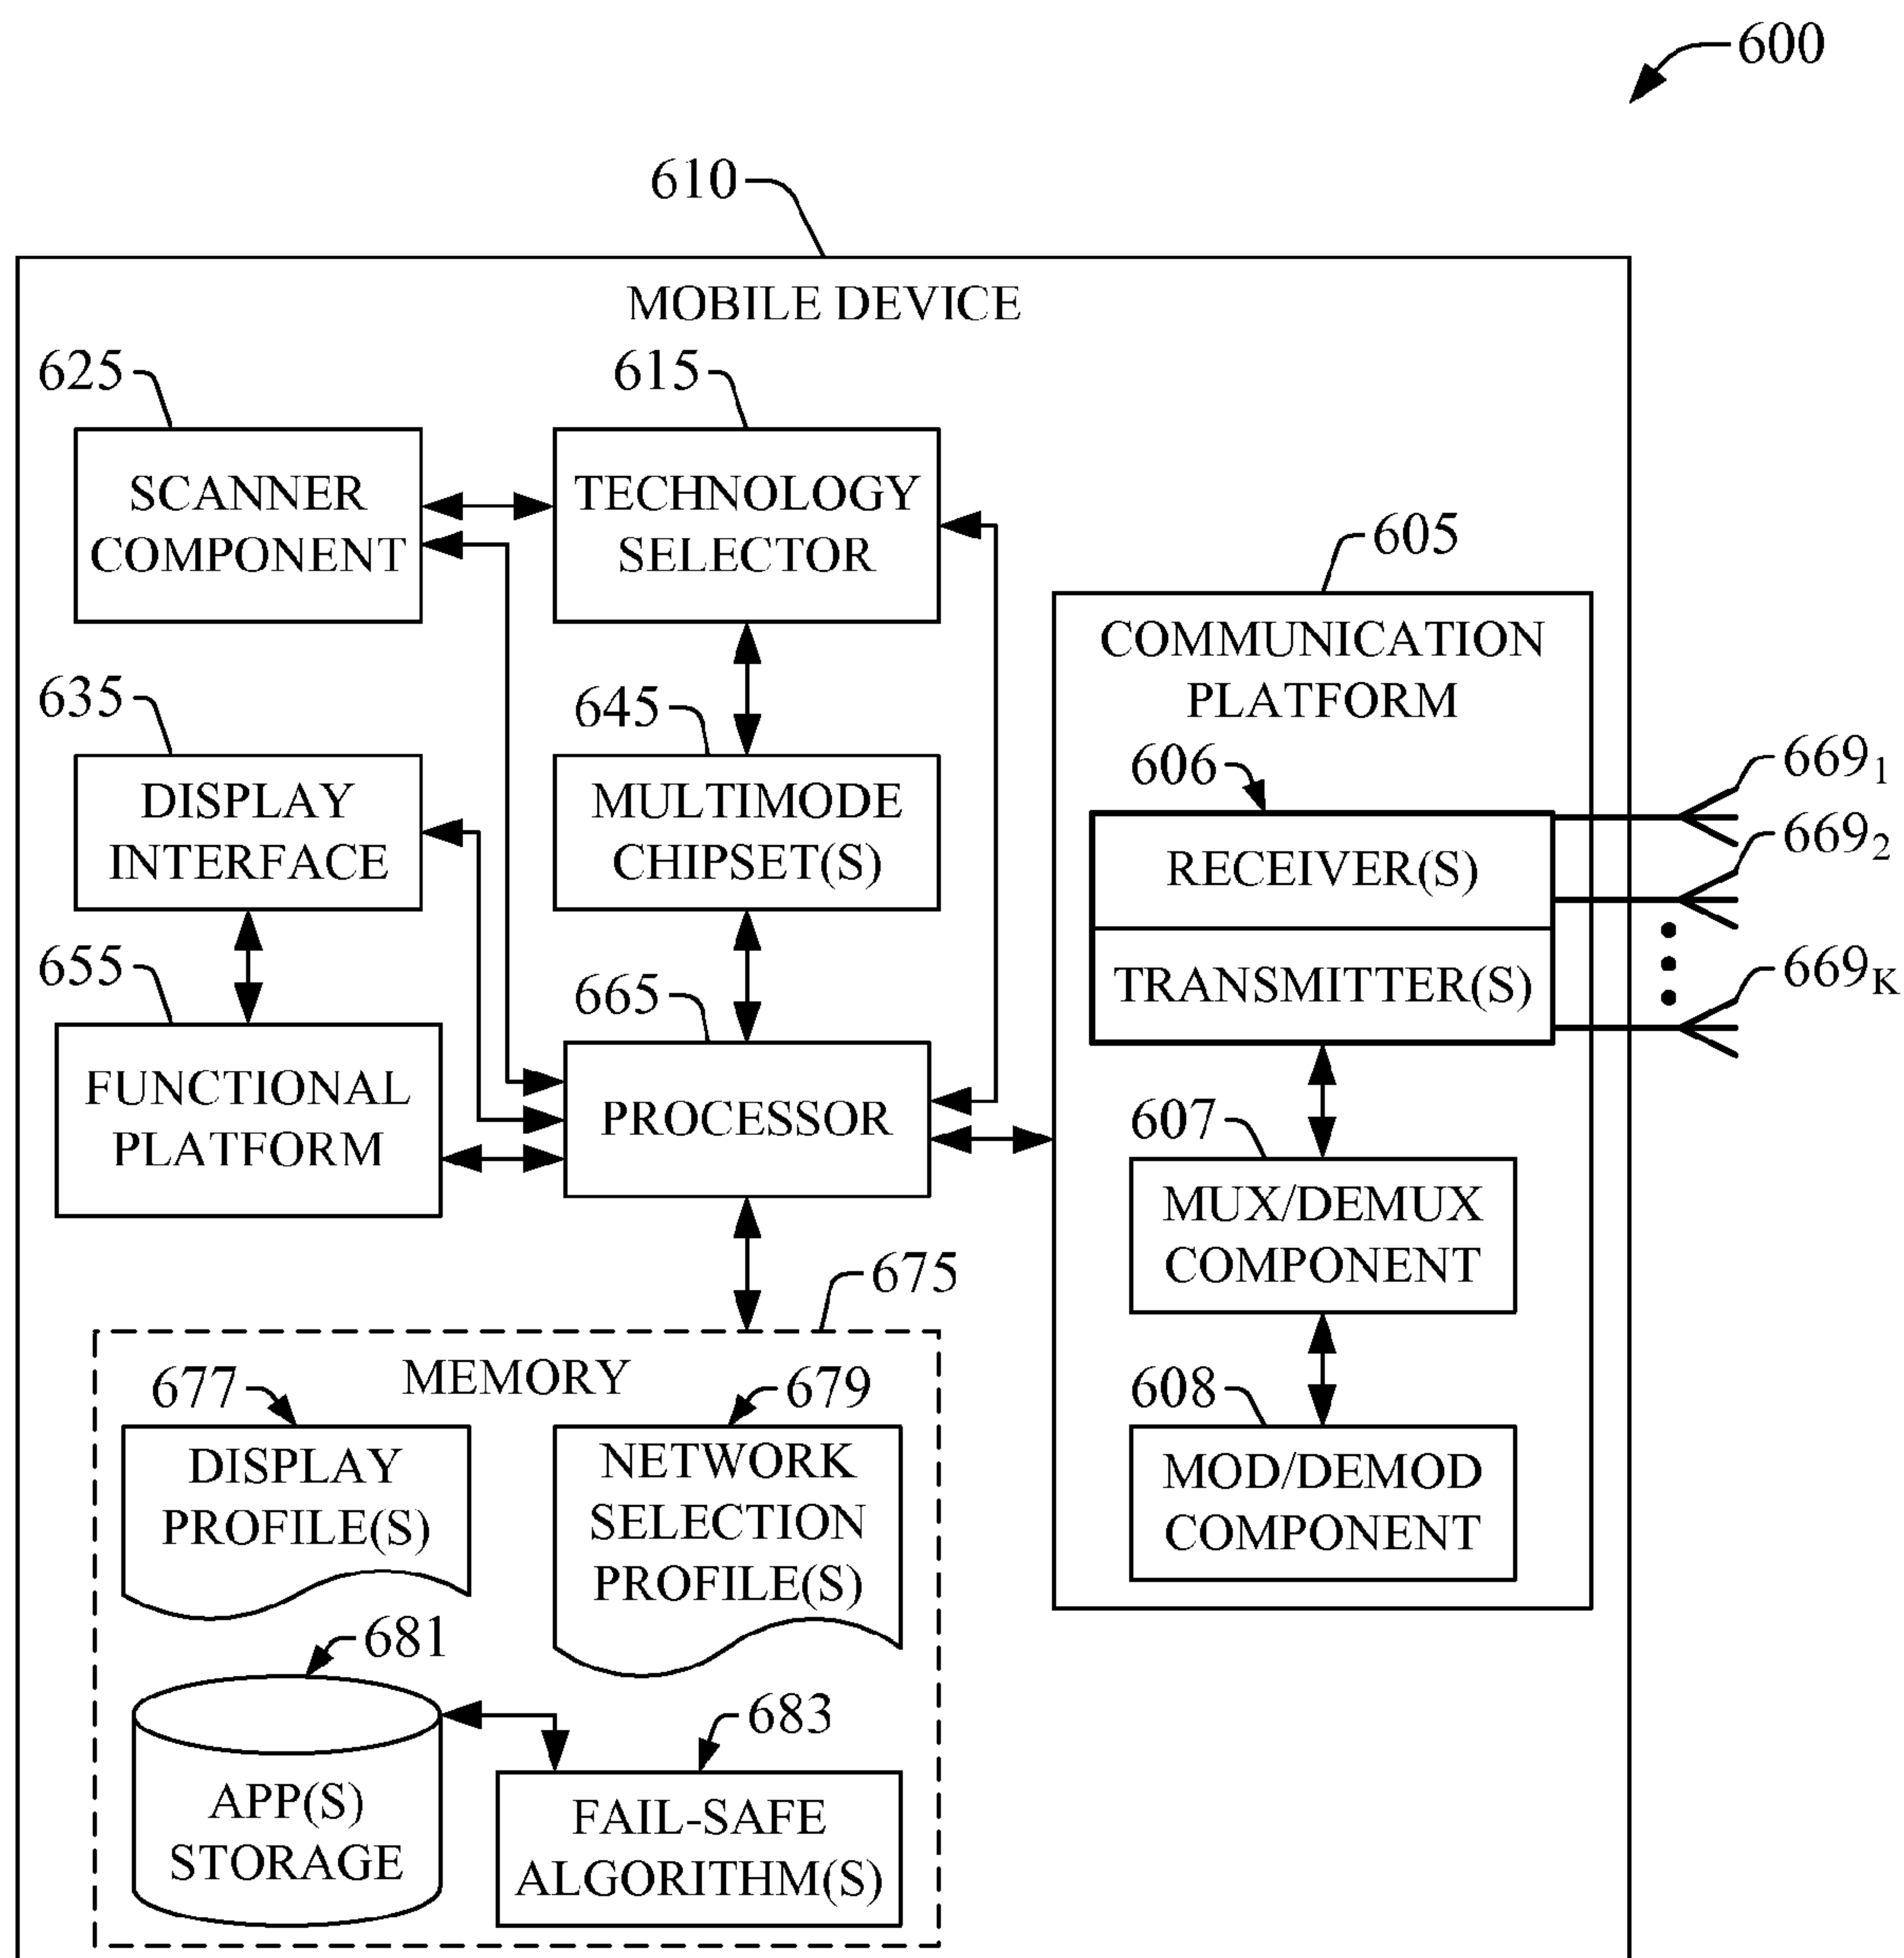 600
610
MOBILE DEVICE
625
615
SCANNER
COMPONENT
TECHNOLOGY
SELECTOR
605
COMMUNICATION
PLATFORM
635
645
DISPLAY
INTERFACE
MULTIMODE
CHIPSET(S)
606
RECEIVER(S)
TRANSMITTER(S)
669₁
669₂
669K
655
665
FUNCTIONAL
PLATFORM
PROCESSOR
607
MUX/DEMUX
COMPONENT
608
MOD/DEMOD
COMPONENT
675
MEMORY
677
679
DISPLAY
PROFILE(S)
NETWORK
SELECTION
PROFILE(S)
681
683
APP(S)
STORAGE
FAIL-SAFE
ALGORITHM(S)